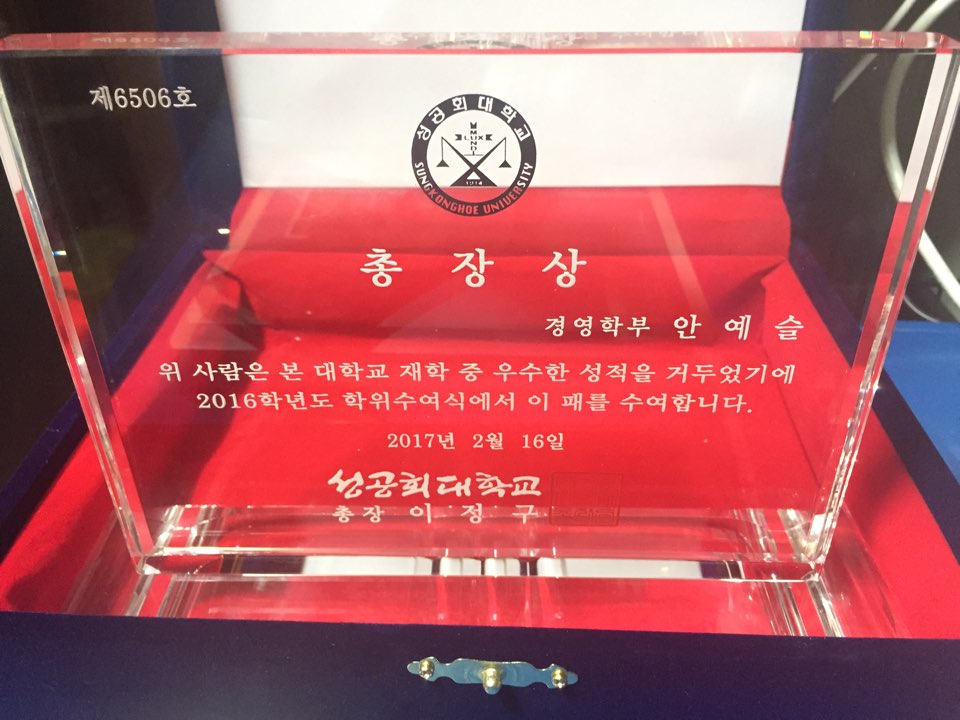 제6506호
성공회대학교
LUX
MUNDI
1914
SUNGKONGHOE UNIVERSITY
총 장 상
경영학부 안 예 슬
위 사람은 본 대학교 재학 중 우수한 성적을 거두었기에
2016학년도 학위수여식에서 이 패를 수여합니다.
2017년 2월 16일
성공회대학교
총장 이 정 구